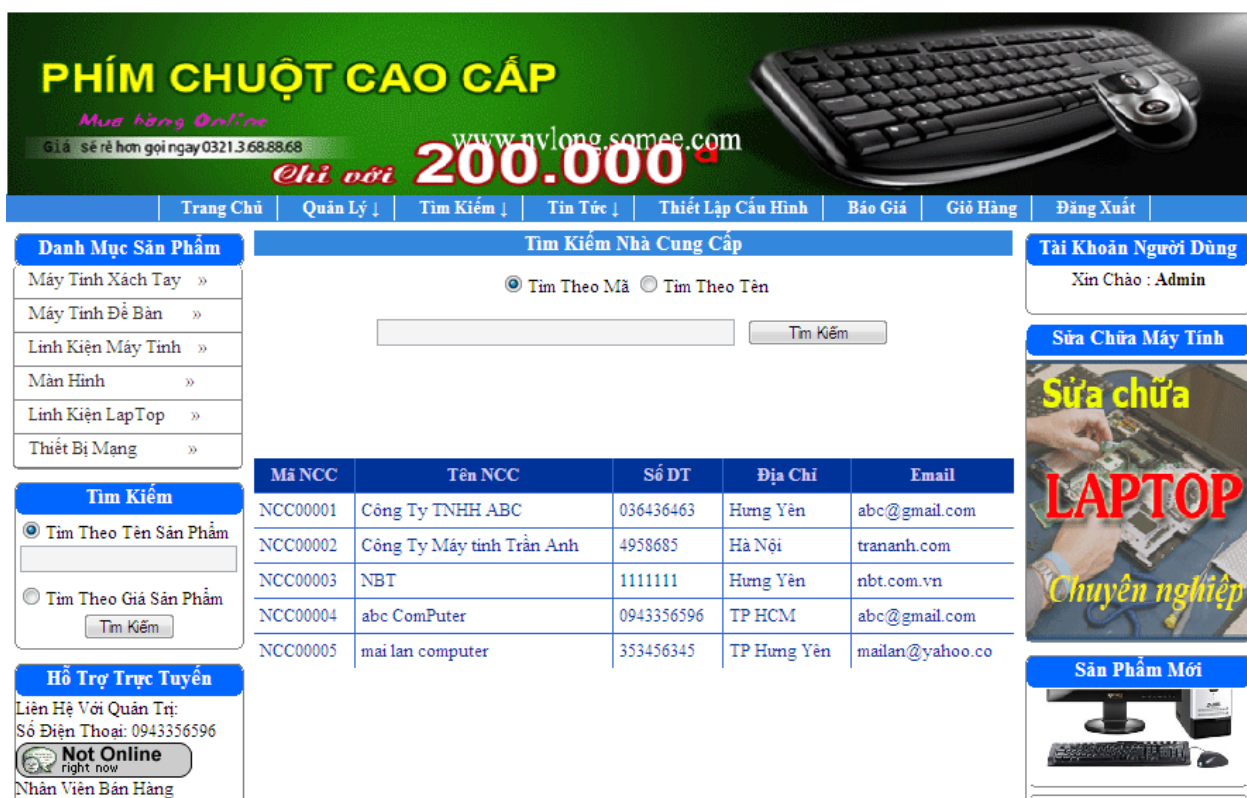 PHÍM CHUỘT CAO CẤP
Mua hàng Online
Giá sẽ rẻ hơn gọi ngay 0321.3.68.88.68
www.nvlong.somee.com
Chỉ với 200.000 đ
Trang Chủ Quản Lý ↓ Tìm Kiếm ↓ Tin Tức ↓ Thiết Lập Cấu Hình Báo Giá Giỏ Hàng Đăng Xuất
Danh Mục Sản Phẩm
Máy Tính Xách Tay »
Máy Tính Để Bàn »
Linh Kiện Máy Tính »
Màn Hình »
Linh Kiện LapTop »
Thiết Bị Mạng »
Tìm Kiếm
Tìm Theo Tên Sản Phẩm
Tìm Theo Giá Sản Phẩm
Tìm Kiếm
Hỗ Trợ Trực Tuyến
Liên Hệ Với Quản Trị:
Số Điện Thoại: 0943356596
Not Online
right now
Nhân Viên Bán Hàng
Tìm Kiếm Nhà Cung Cấp
Tìm Theo Mã Tìm Theo Tên
Tìm Kiếm
Mã NCC Tên NCC Số DT Địa Chỉ Email
NCC00001 Công Ty TNHH ABC 036436463 Hưng Yên abc@gmail.com
NCC00002 Công Ty Máy tính Trần Anh 4958685 Hà Nội trananh.com
NCC00003 NBT 1111111 Hưng Yên nbt.com.vn
NCC00004 abc ComPuter 0943356596 TP HCM abc@gmail.com
NCC00005 mai lan computer 353456345 TP Hưng Yên mailan@yahoo.co
Tài Khoản Người Dùng
Xin Chào : Admin
Sửa Chữa Máy Tính
Sửa chữa
LAPTOP
Chuyên nghiệp
Sản Phẩm Mới